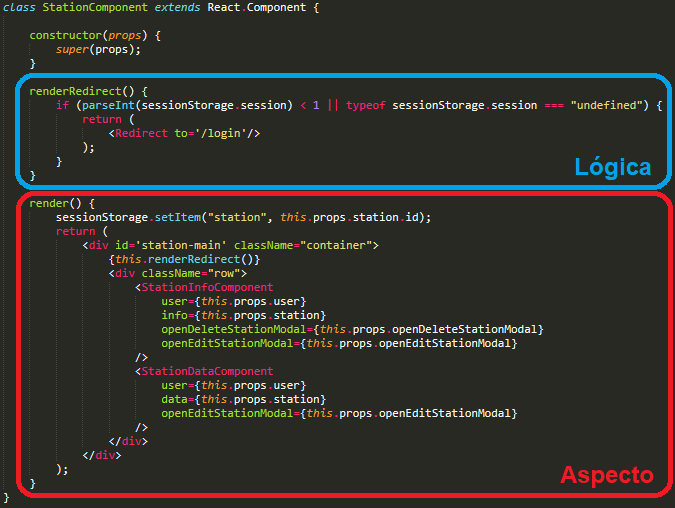 class StationComponent extends React.Component {
constructor(props) {
super(props);
}
renderRedirect() {
if (parseInt(sessionStorage.session) < 1 || typeof sessionStorage.session === "undefined") {
return (
<Redirect to='/login'/>
);
}
}
Lógica
render() {
sessionStorage.setItem("station", this.props.station.id);
return (
<div id='station-main' className="container">
{this.renderRedirect()}
<div className="row">
<StationInfoComponent
user={this.props.user}
info={this.props.station}
openDeleteStationModal={this.props.openDeleteStationModal}
openEditStationModal={this.props.openEditStationModal}
/>
<StationDataComponent
user={this.props.user}
data={this.props.station}
openEditStationModal={this.props.openEditStationModal}
/>
</div>
</div>
);
}
Aspecto
}